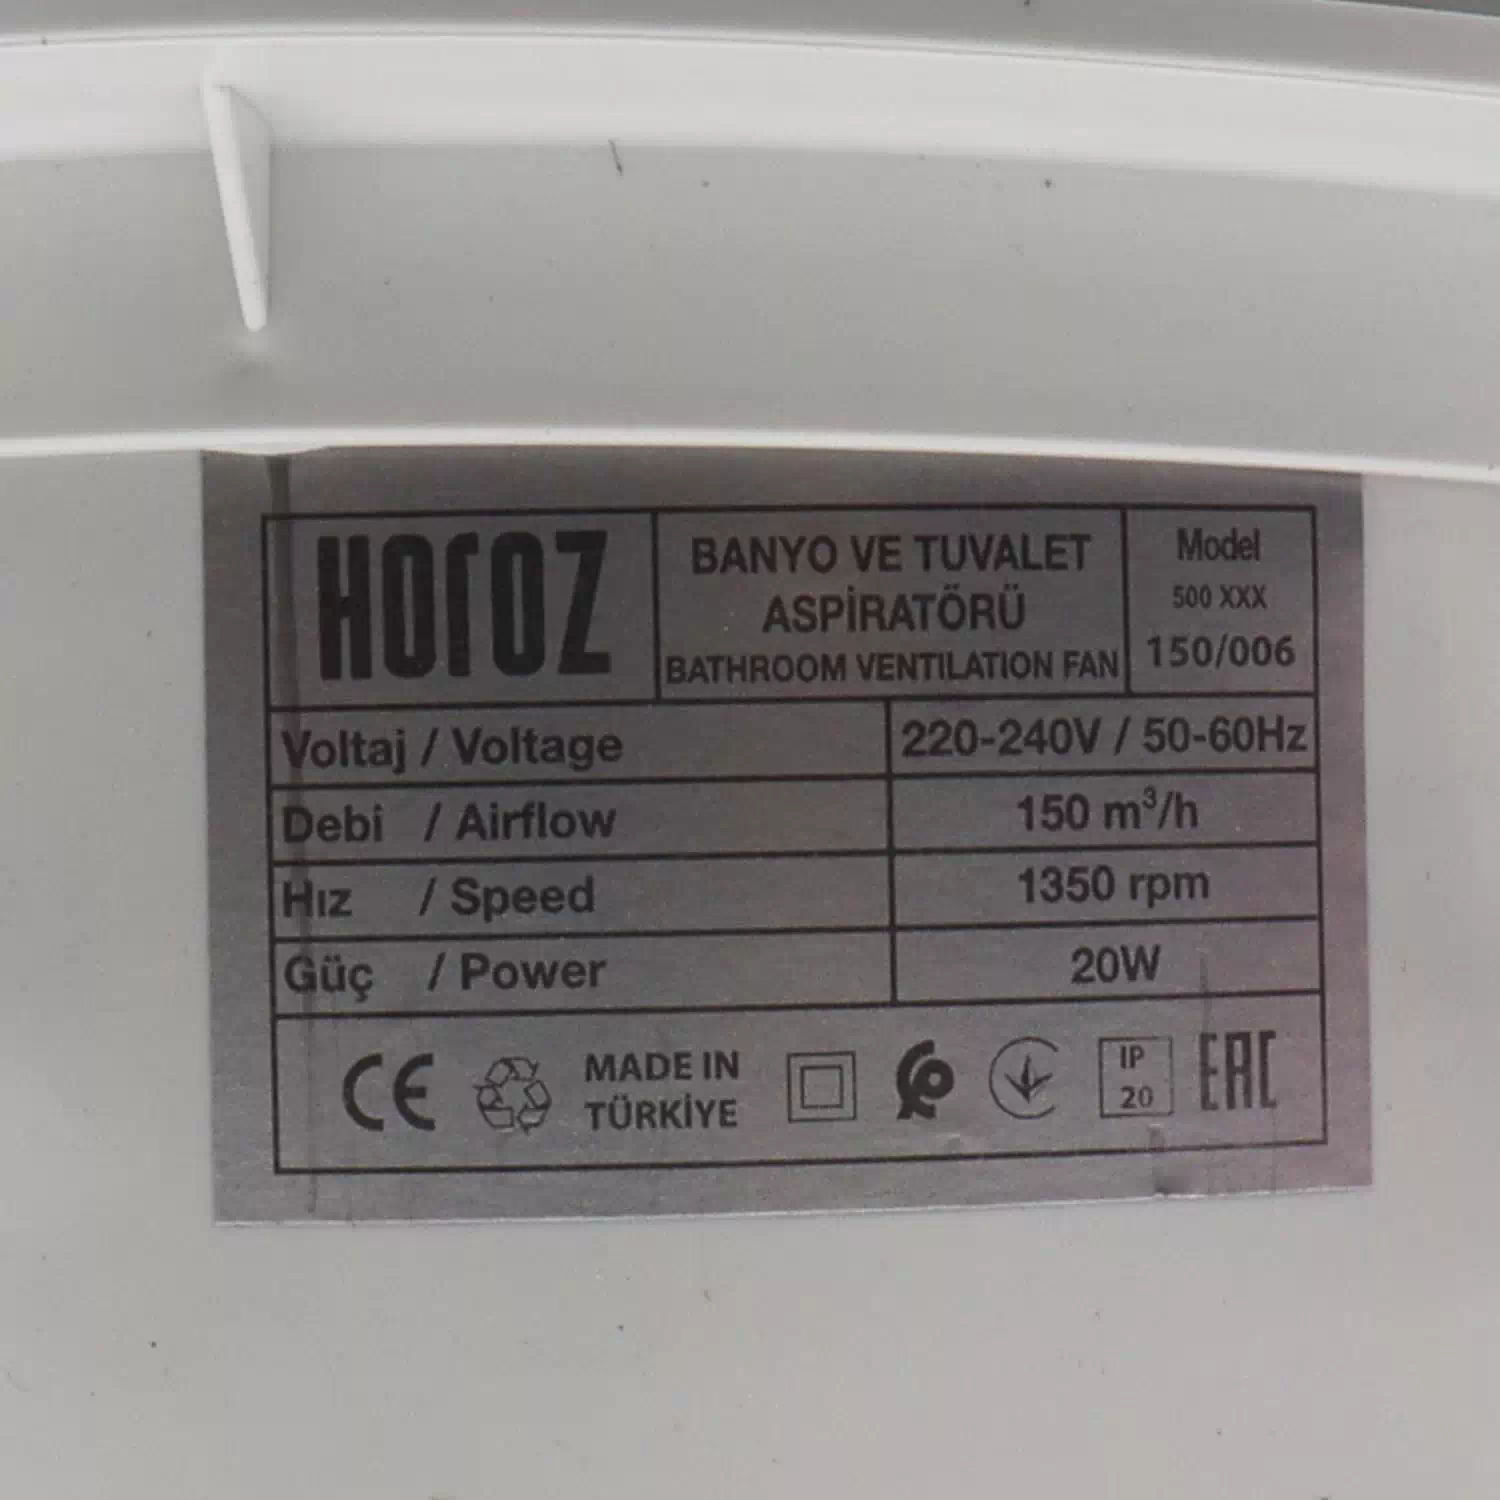 HOROZ
BANYO VE TUVALET
ASPİRATÖRÜ
BATHROOM VENTILATION FAN
Model
500 XXX
150/006
Voltaj / Voltage
220-240V / 50-60Hz
Debi / Airflow
150 m³/h
Hız / Speed
1350 rpm
Güç / Power
20W
CE
MADE IN
TÜRKİYE
IP
20
EAC